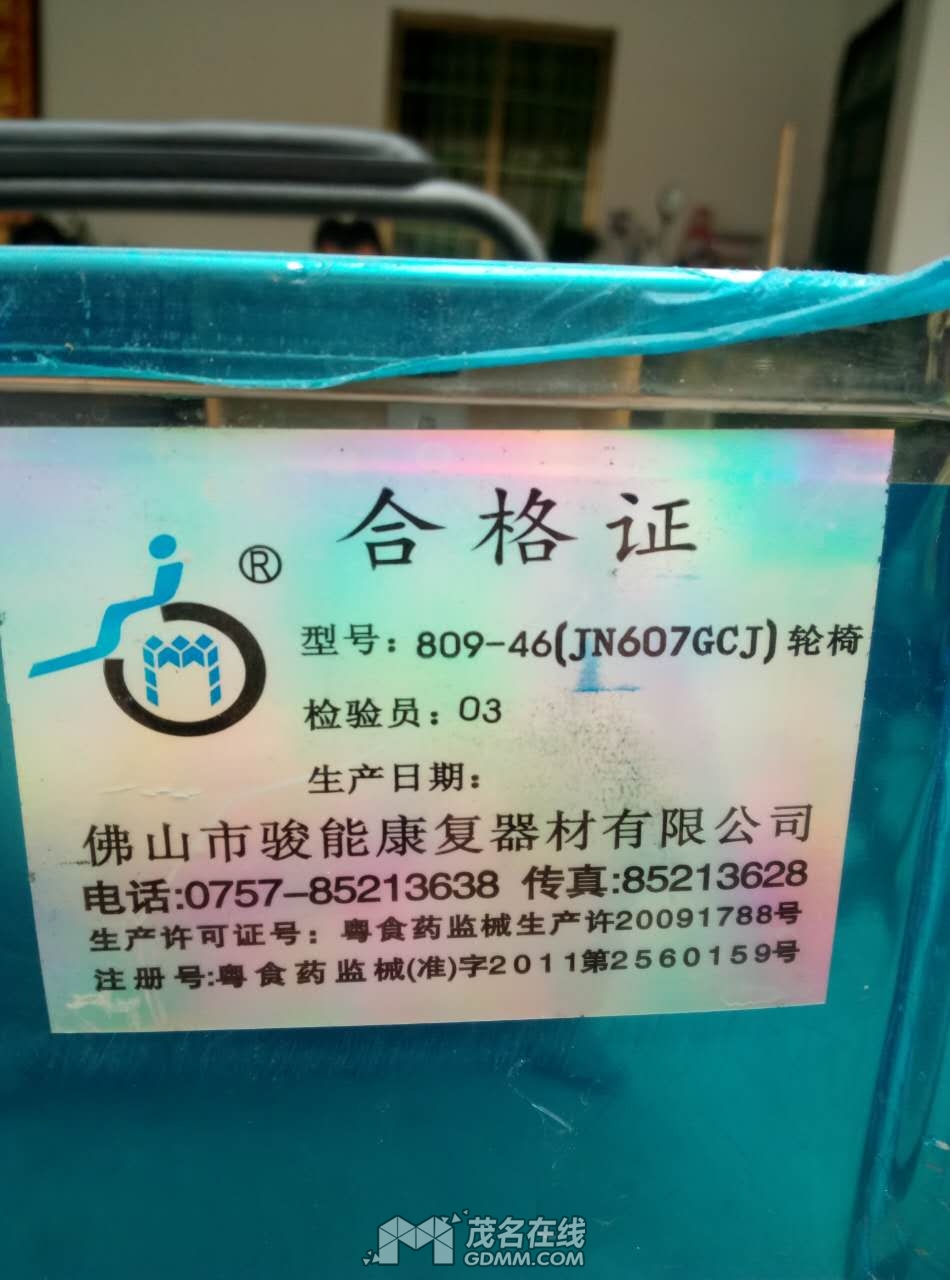 ®
合格证
型号：809-46(JN607GCJ)轮椅
检验员：03
生产日期：
佛山市骏能康复器材有限公司
电话:0757-85213638 传真:85213628
生产许可证号：粤食药监械生产许20091788号
注册号:粤食药监械(准)字2011第2560159号
茂名在线
GDMM.COM